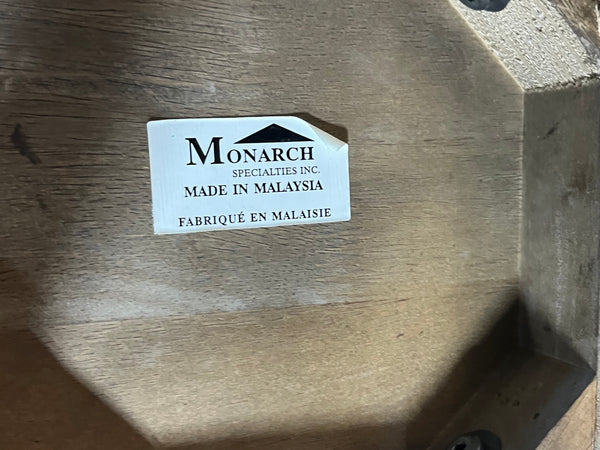 MONARCH
SPECIALTIES INC.
MADE IN MALAYSIA
FABRIQUÉ EN MALAISIE